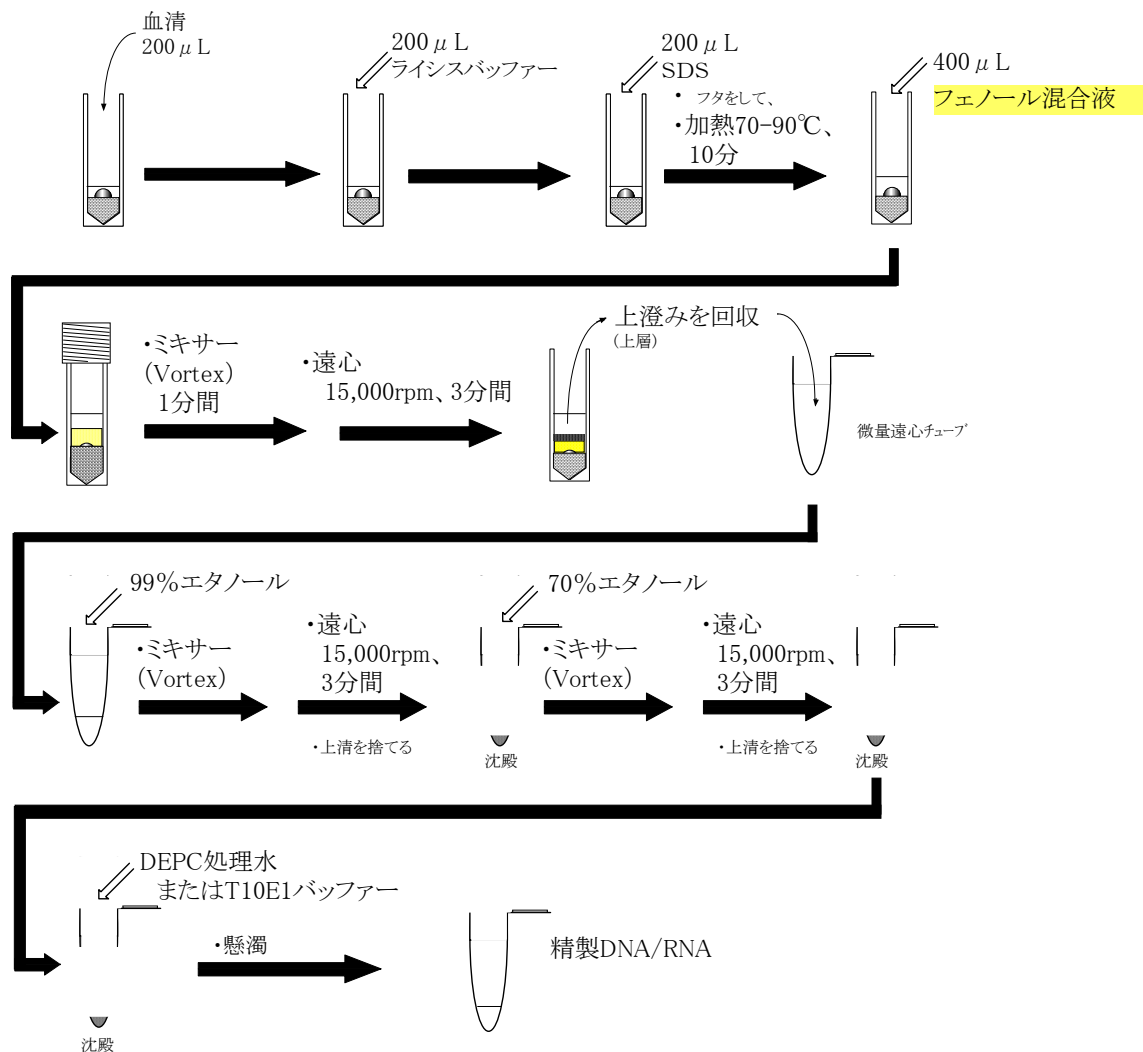 血清
200μL
200μL
ライシスバッファー
200μL
SDS
・ フタをして、
・加熱70-90℃、
10分
400μL
フェノール混合液
・ミキサー
(Vortex)
1分間
・遠心
15,000rpm、3分間
上澄みを回収
(上層)
微量遠心チューブ
99%エタノール
・ミキサー
(Vortex)
・遠心
15,000rpm、
3分間
・上清を捨てる
沈殿
70%エタノール
・ミキサー
(Vortex)
・遠心
15,000rpm、
3分間
・上清を捨てる
沈殿
DEPC処理水
またはT10E1バッファー
沈殿
・懸濁
精製DNA/RNA